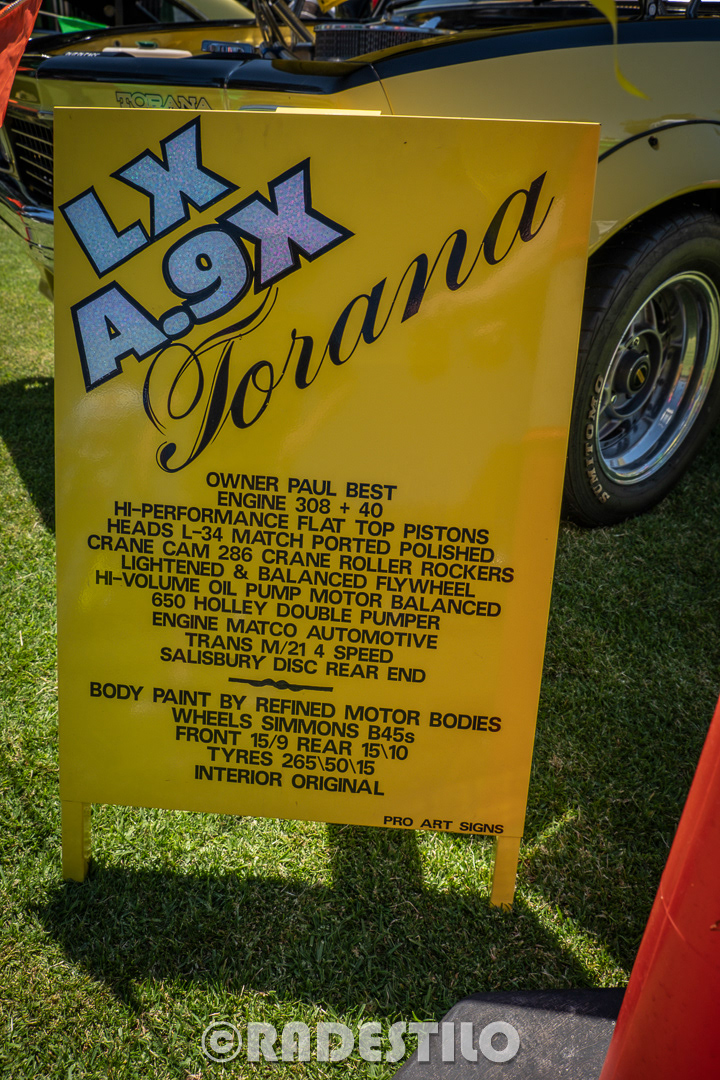 TORANA
LX
A.9X
Torana
OWNER PAUL BEST
ENGINE 308 + 40
HI-PERFORMANCE FLAT TOP PISTONS
HEADS L-34 MATCH PORTED POLISHED
CRANE CAM 286 CRANE ROLLER ROCKERS
LIGHTENED & BALANCED FLYWHEEL
HI-VOLUME OIL PUMP MOTOR BALANCED
650 HOLLEY DOUBLE PUMPER
ENGINE MATCO AUTOMOTIVE
TRANS M/21 4 SPEED
SALISBURY DISC REAR END
BODY PAINT BY REFINED MOTOR BODIES
WHEELS SIMMONS B45s
FRONT 15/9 REAR 15\10
TYRES 265\50\15
INTERIOR ORIGINAL
PRO ART SIGNS
SUMITOMO
©RADESTILO